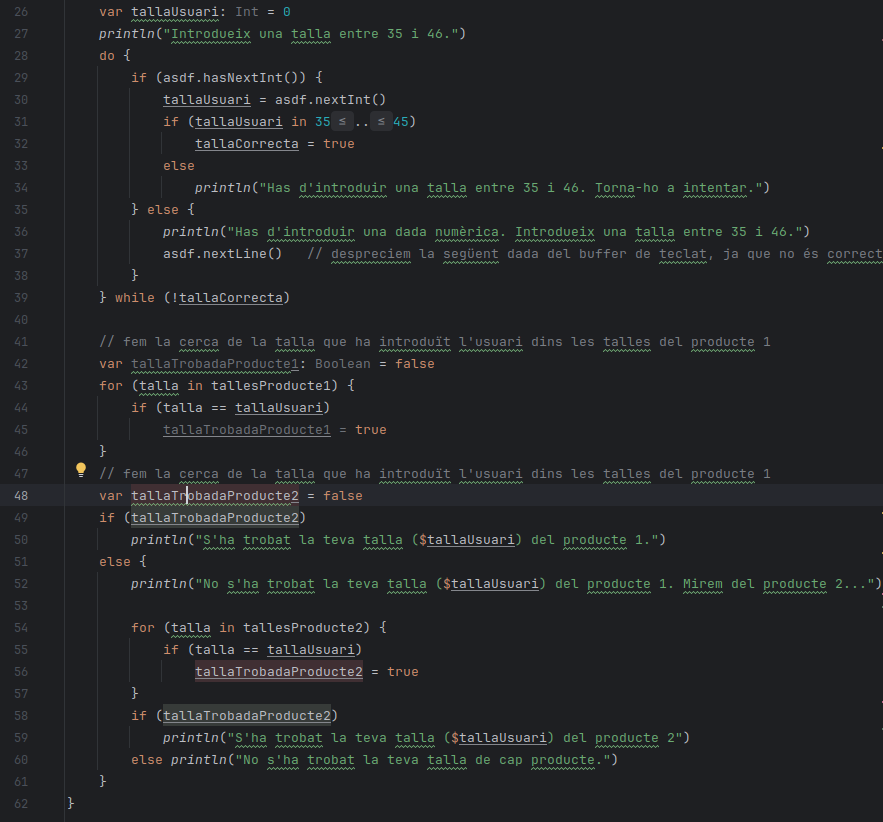 26 var tallaUsuari: Int = 0
27 println("Introdueix una talla entre 35 i 46.")
28 do {
29 if (asdf.hasNextInt()) {
30 tallaUsuari = asdf.nextInt()
31 if (tallaUsuari in 35 ≤ .. ≤ 45)
32 tallaCorrecta = true
33 else
34 println("Has d'introduir una talla entre 35 i 46. Torna-ho a intentar.")
35 } else {
36 println("Has d'introduir una dada numèrica. Introdueix una talla entre 35 i 46.")
37 asdf.nextLine() // despreciem la següent dada del buffer de teclat, ja que no és correct
38 }
39 } while (!tallaCorrecta)
40
41 // fem la cerca de la talla que ha introduït l'usuari dins les talles del producte 1
42 var tallaTrobadaProducte1: Boolean = false
43 for (talla in tallesProducte1) {
44 if (talla == tallaUsuari)
45 tallaTrobadaProducte1 = true
46 }
47 // fem la cerca de la talla que ha introduït l'usuari dins les talles del producte 1
48 var tallaTrobadaProducte2 = false
49 if (tallaTrobadaProducte2)
50 println("S'ha trobat la teva talla ($tallaUsuari) del producte 1.")
51 else {
52 println("No s'ha trobat la teva talla ($tallaUsuari) del producte 1. Mirem del producte 2...")
53
54 for (talla in tallesProducte2) {
55 if (talla == tallaUsuari)
56 tallaTrobadaProducte2 = true
57 }
58 if (tallaTrobadaProducte2)
59 println("S'ha trobat la teva talla ($tallaUsuari) del producte 2")
60 else println("No s'ha trobat la teva talla de cap producte.")
61 }
62 }